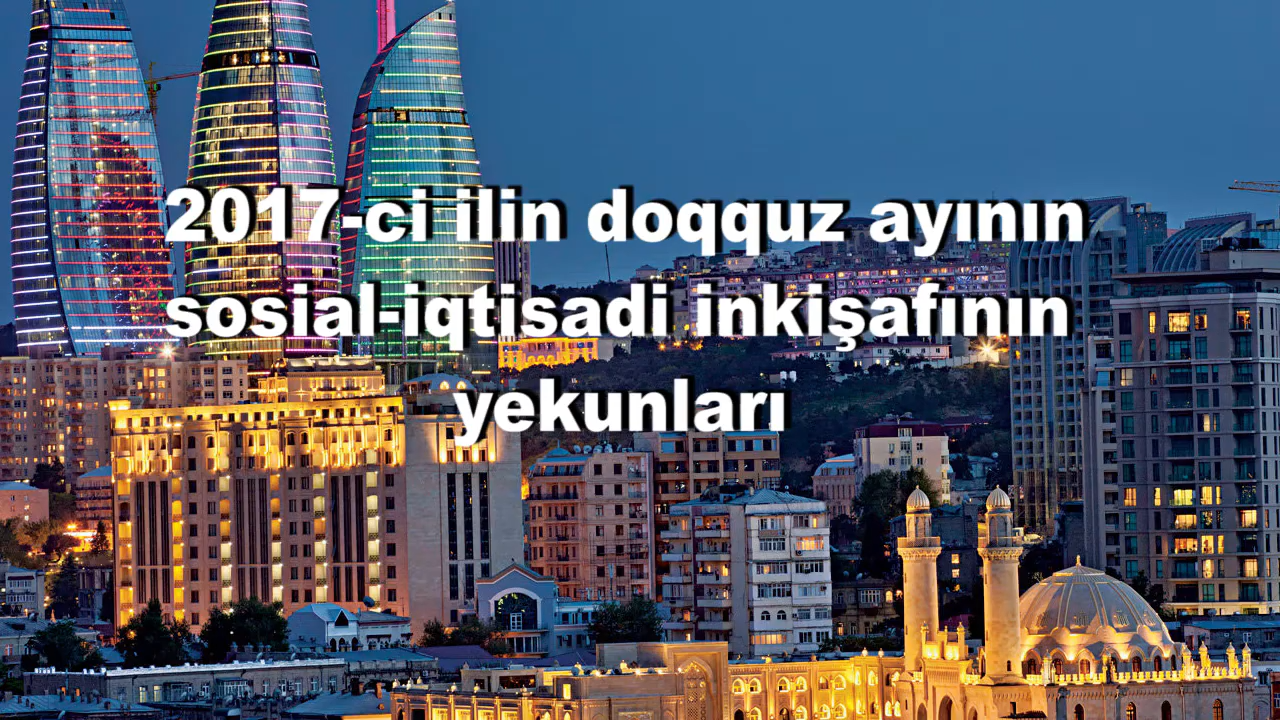 2017-ci ilin doqquz ayının
sosial-iqtisadi inkişafının
yekunları